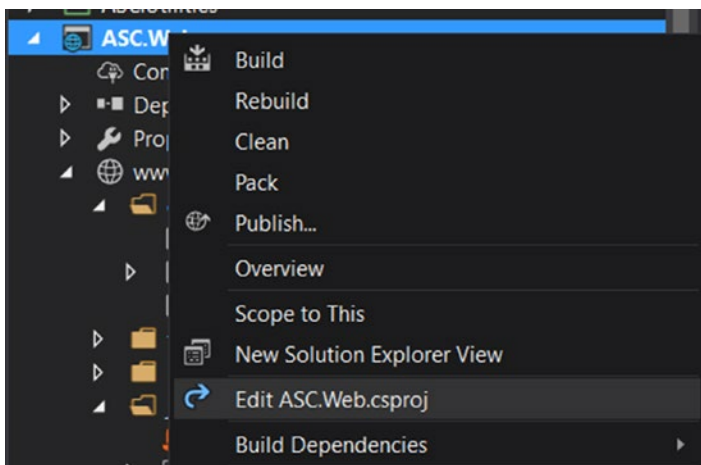 ASC.W
Build
Con
Rebuild
Dep
Clean
Pro
Pack
www
Publish...
Overview
Scope to This
New Solution Explorer View
Edit ASC.Web.csproj
Build Dependencies